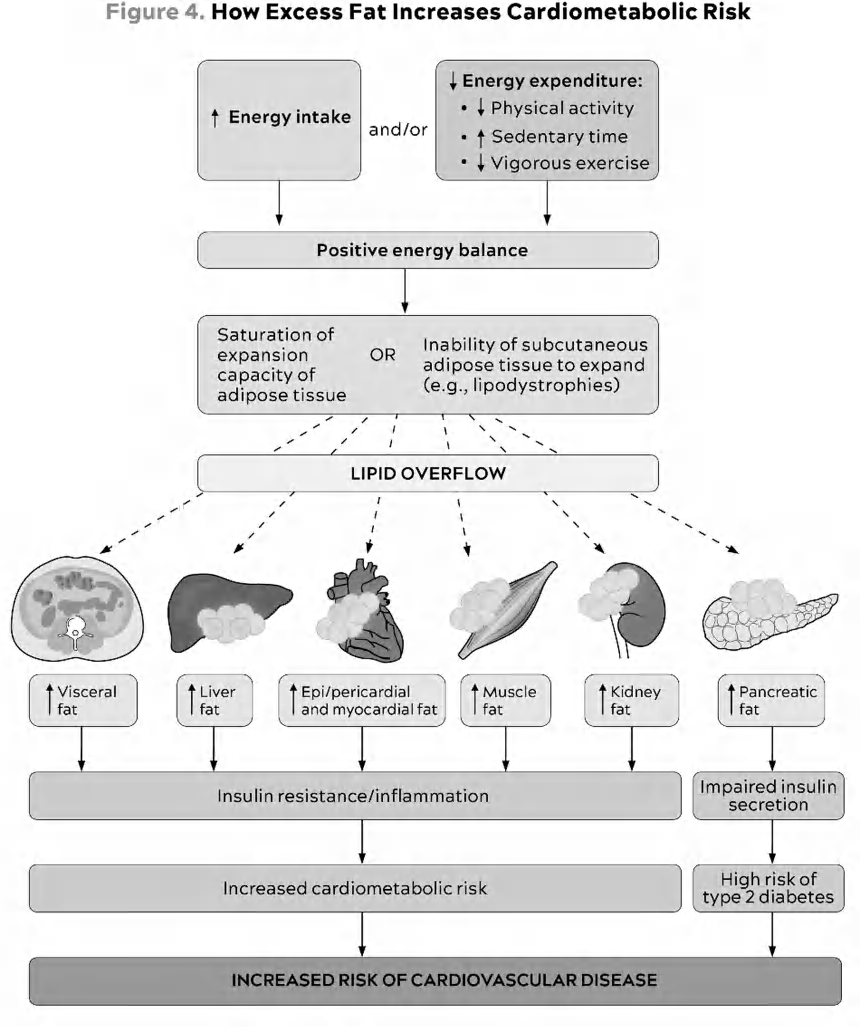 Figure 4. How Excess Fat Increases Cardiometabolic Risk
↑ Energy intake
and/or
↓ Energy expenditure:
• ↓ Physical activity
• ↑ Sedentary time
• ↓ Vigorous exercise
Positive energy balance
Saturation of
expansion
capacity of
adipose tissue
OR
Inability of subcutaneous
adipose tissue to expand
(e.g., lipodystrophies)
LIPID OVERFLOW
↑ Visceral
fat
↑ Liver
fat
↑ Epi/pericardial
and myocardial fat
↑ Muscle
fat
↑ Kidney
fat
↑ Pancreatic
fat
Insulin resistance/inflammation
Impaired insulin
secretion
Increased cardiometabolic risk
High risk of
type 2 diabetes
INCREASED RISK OF CARDIOVASCULAR DISEASE